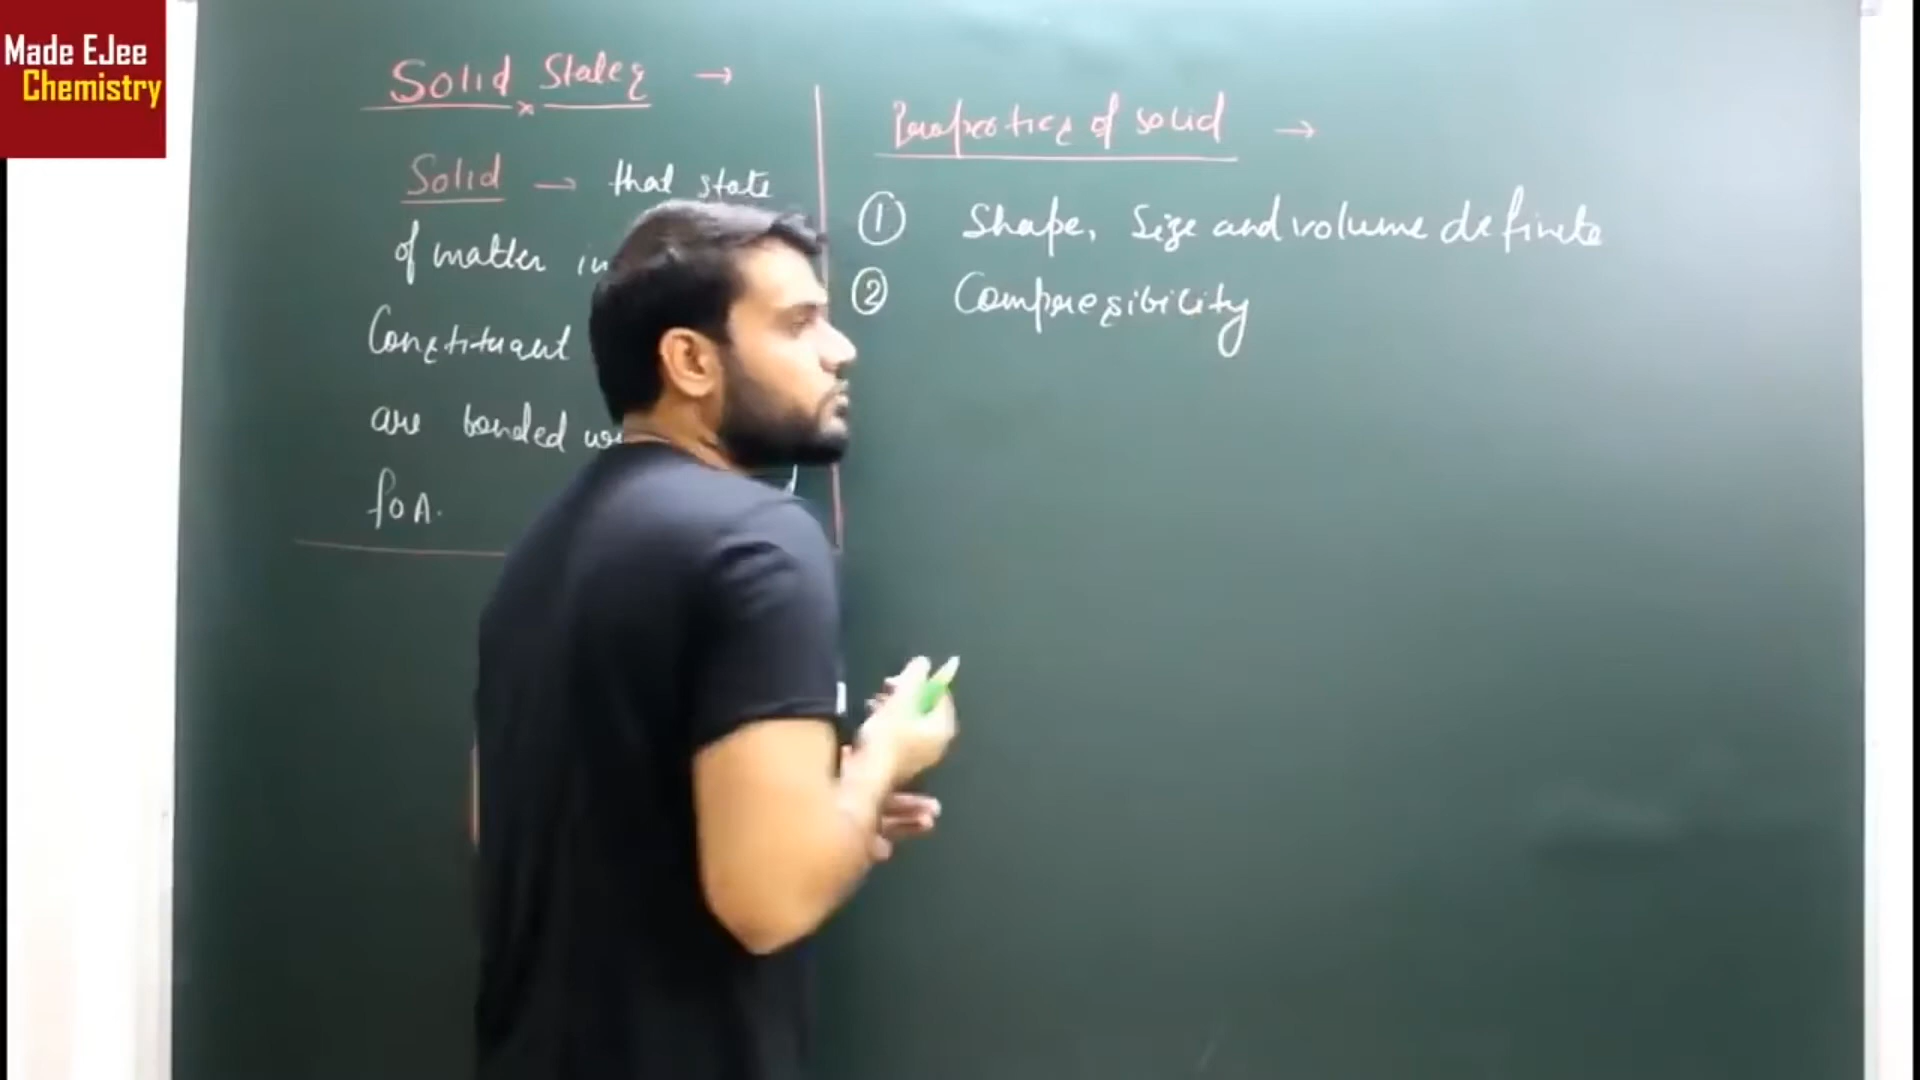 Made EJee
Chemistry
Solid States →
Solid → that state
of matter in
Constituent
are bonded
foA.
Properties of solid →
① Shape, Size and volume definite
② Compresibility